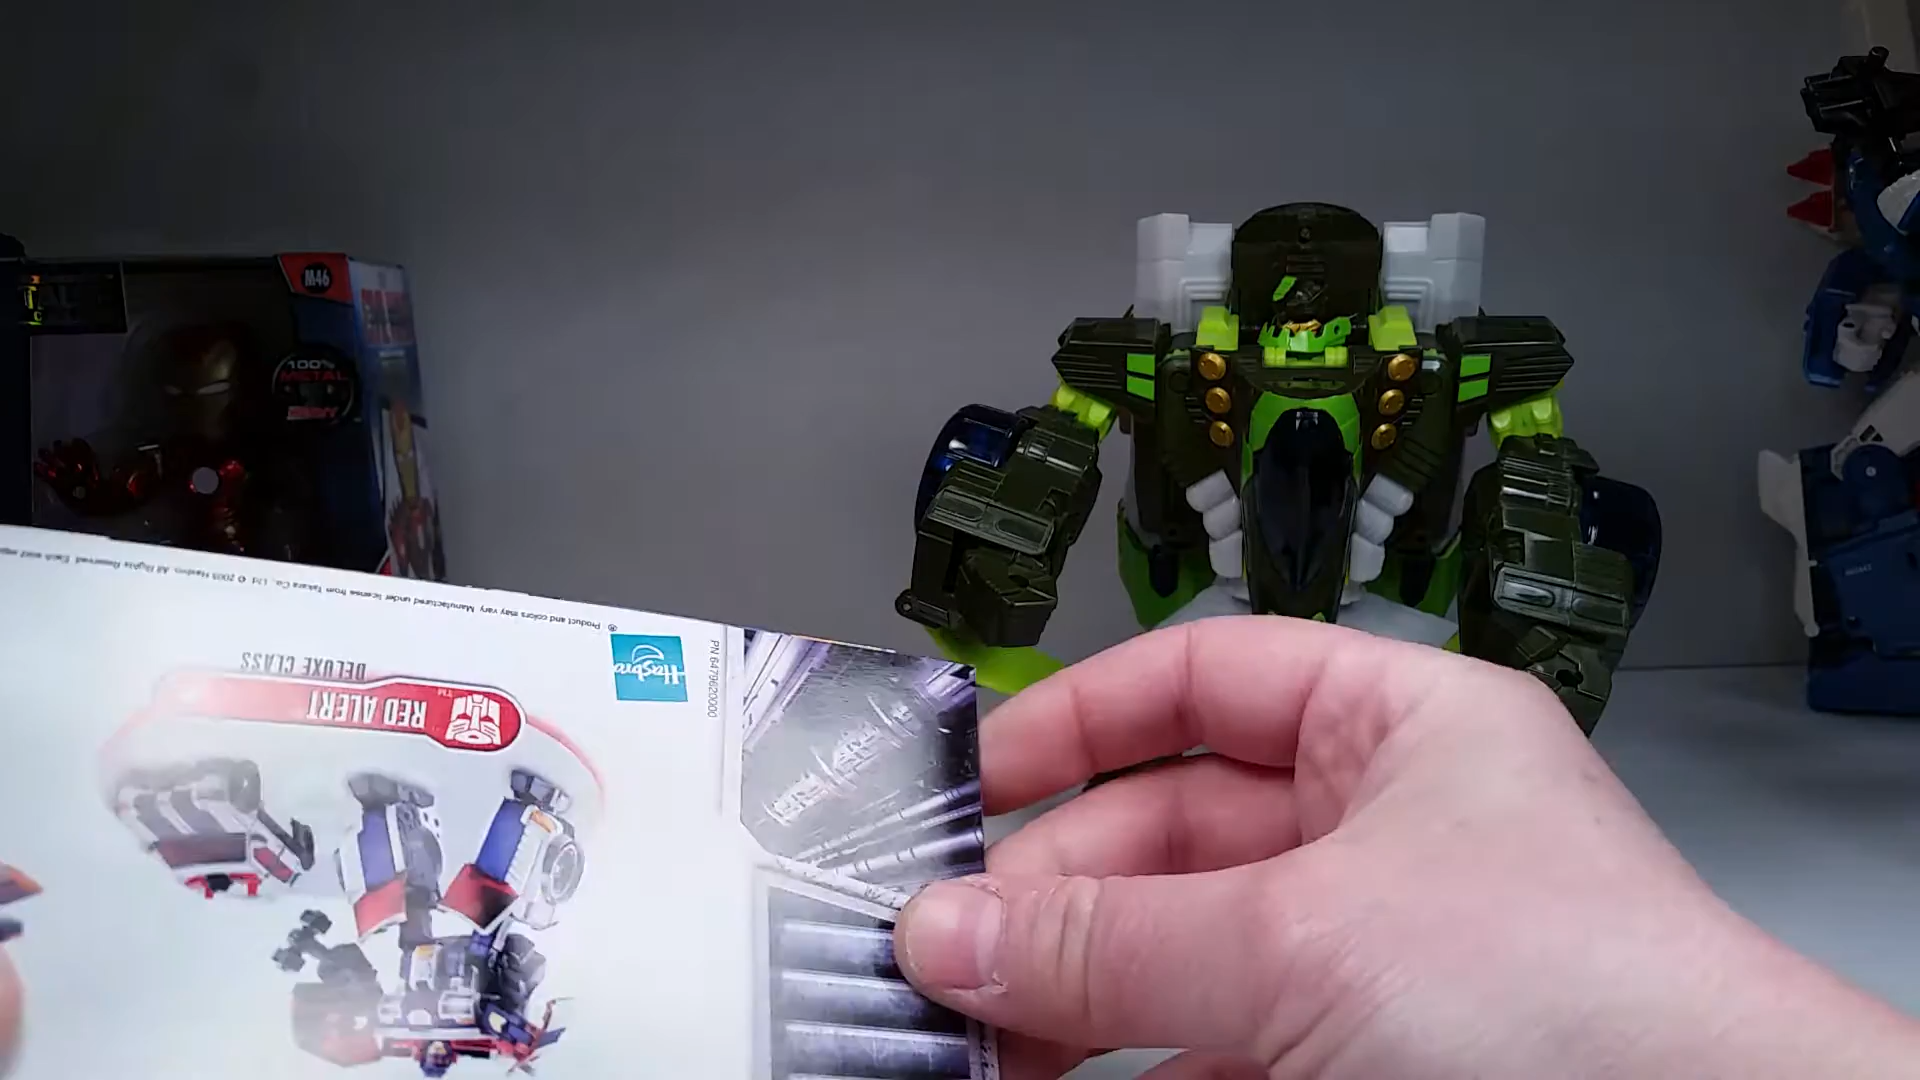 M46
100%
METAL
® Product and colors may vary. Manufactured under license from Takara Co., Ltd. © 2005 Hasbro. All Rights Reserved.
Hasbro
PN 6479620000
RED ALERT™
DELUXE CLASS